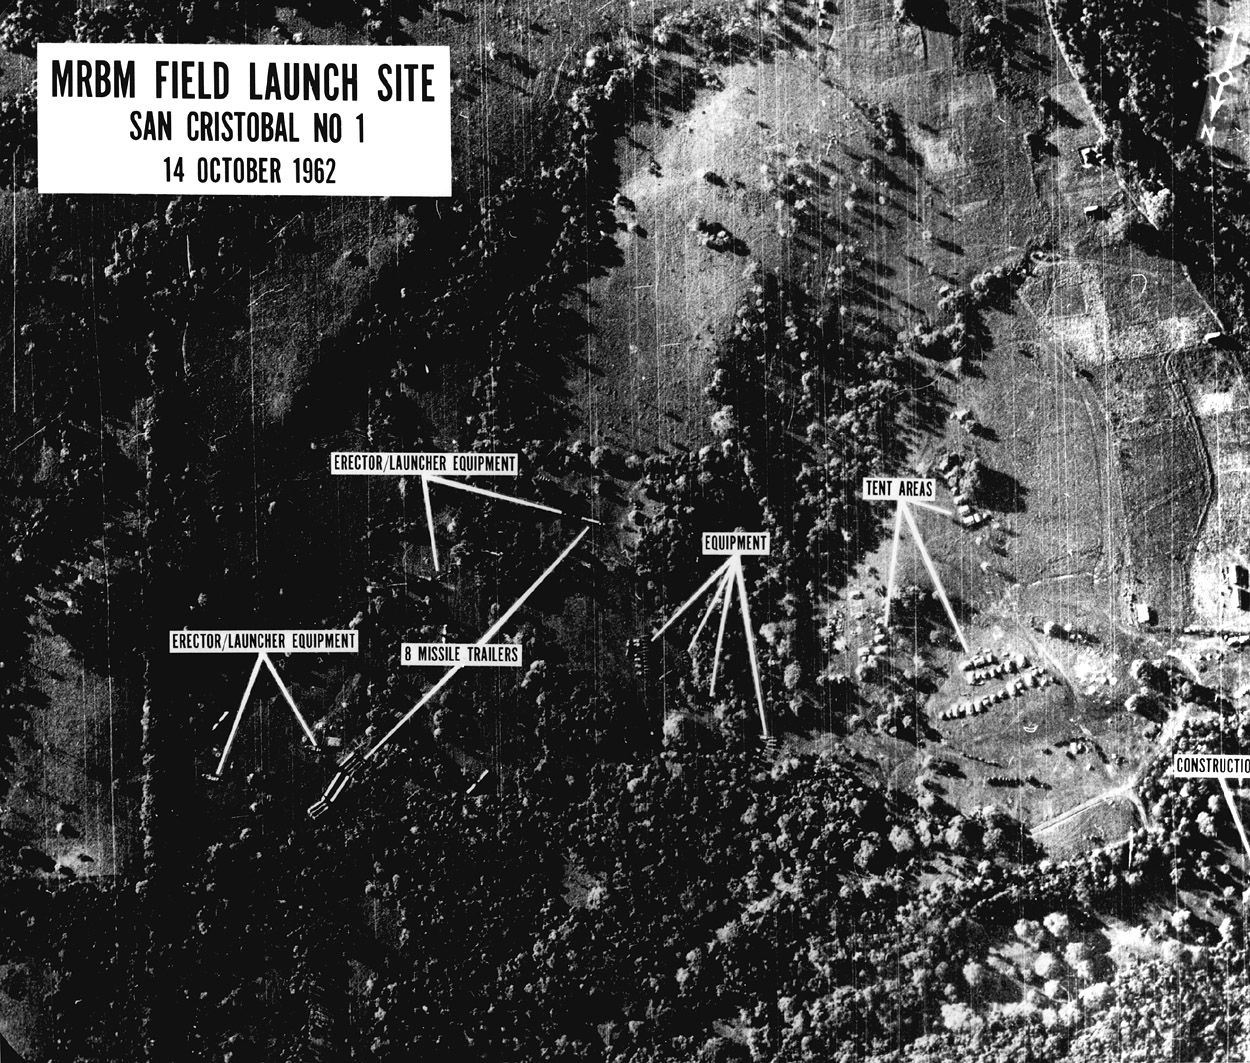 MRBM FIELD LAUNCH SITE
SAN CRISTOBAL NO 1
14 OCTOBER 1962
N
ERECTOR/LAUNCHER EQUIPMENT
TENT AREAS
EQUIPMENT
ERECTOR/LAUNCHER EQUIPMENT
8 MISSILE TRAILERS
CONSTRUCTIO